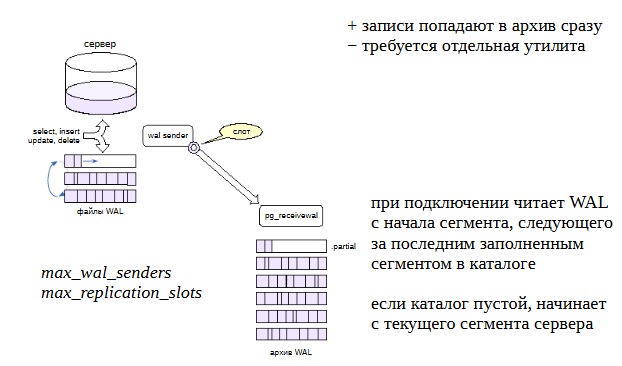 + записи попадают в архив сразу
− требуется отдельная утилита
сервер
select, insert
update, delete
wal sender
слот
файлы WAL
pg_receivewal
.partial
при подключении читает WAL
с начала сегмента, следующего
за последним заполненным
сегментом в каталоге
max_wal_senders
max_replication_slots
если каталог пустой, начинает
с текущего сегмента сервера
архив WAL